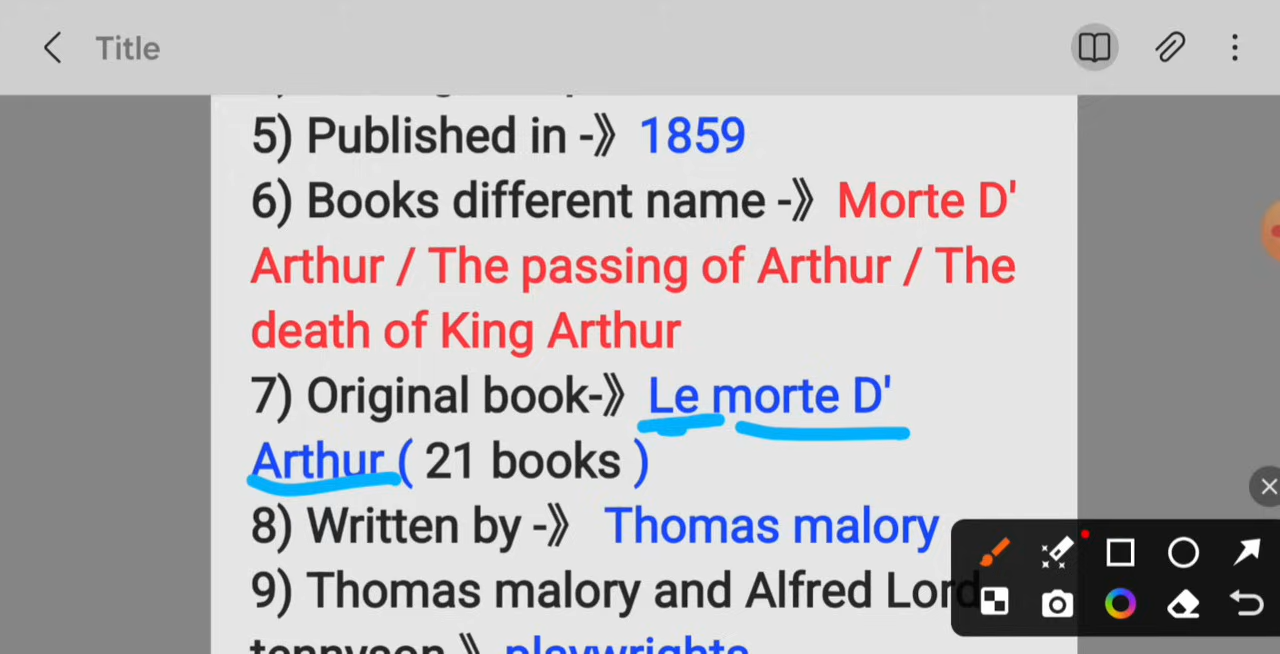 Title
5) Published in -》 1859
6) Books different name -》 Morte D'
Arthur / The passing of Arthur / The
death of King Arthur
7) Original book-》 Le morte D'
Arthur ( 21 books )
8) Written by -》 Thomas malory
9) Thomas malory and Alfred Lord
tennyson 》 playwrights